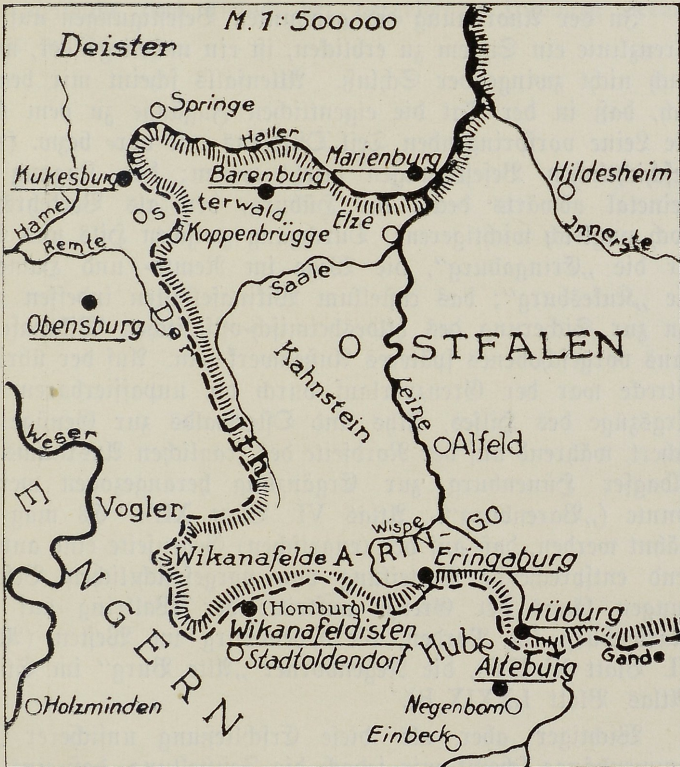 M. 1: 500 000
Deister
Springe
Haller
Marienburg
Kukesburg
Barenburg
Hildesheim
Hamel
Os
terwald
Elze
Innerste
Remte
Koppenbrügge
Saale
Obensburg
Der
OSTFALEN
Kahnstein
Leine
Weser
Ith
Alfeld
ENGERN
Vogler
Wispe
Wikanafelde A-
RIN-GO
Eringaburg
(Homburg)
Hüburg
Wikanafeldisten
Hube
Stadtoldendorf
Alteburg
Gande
Holzminden
Negenborn
Einbeck